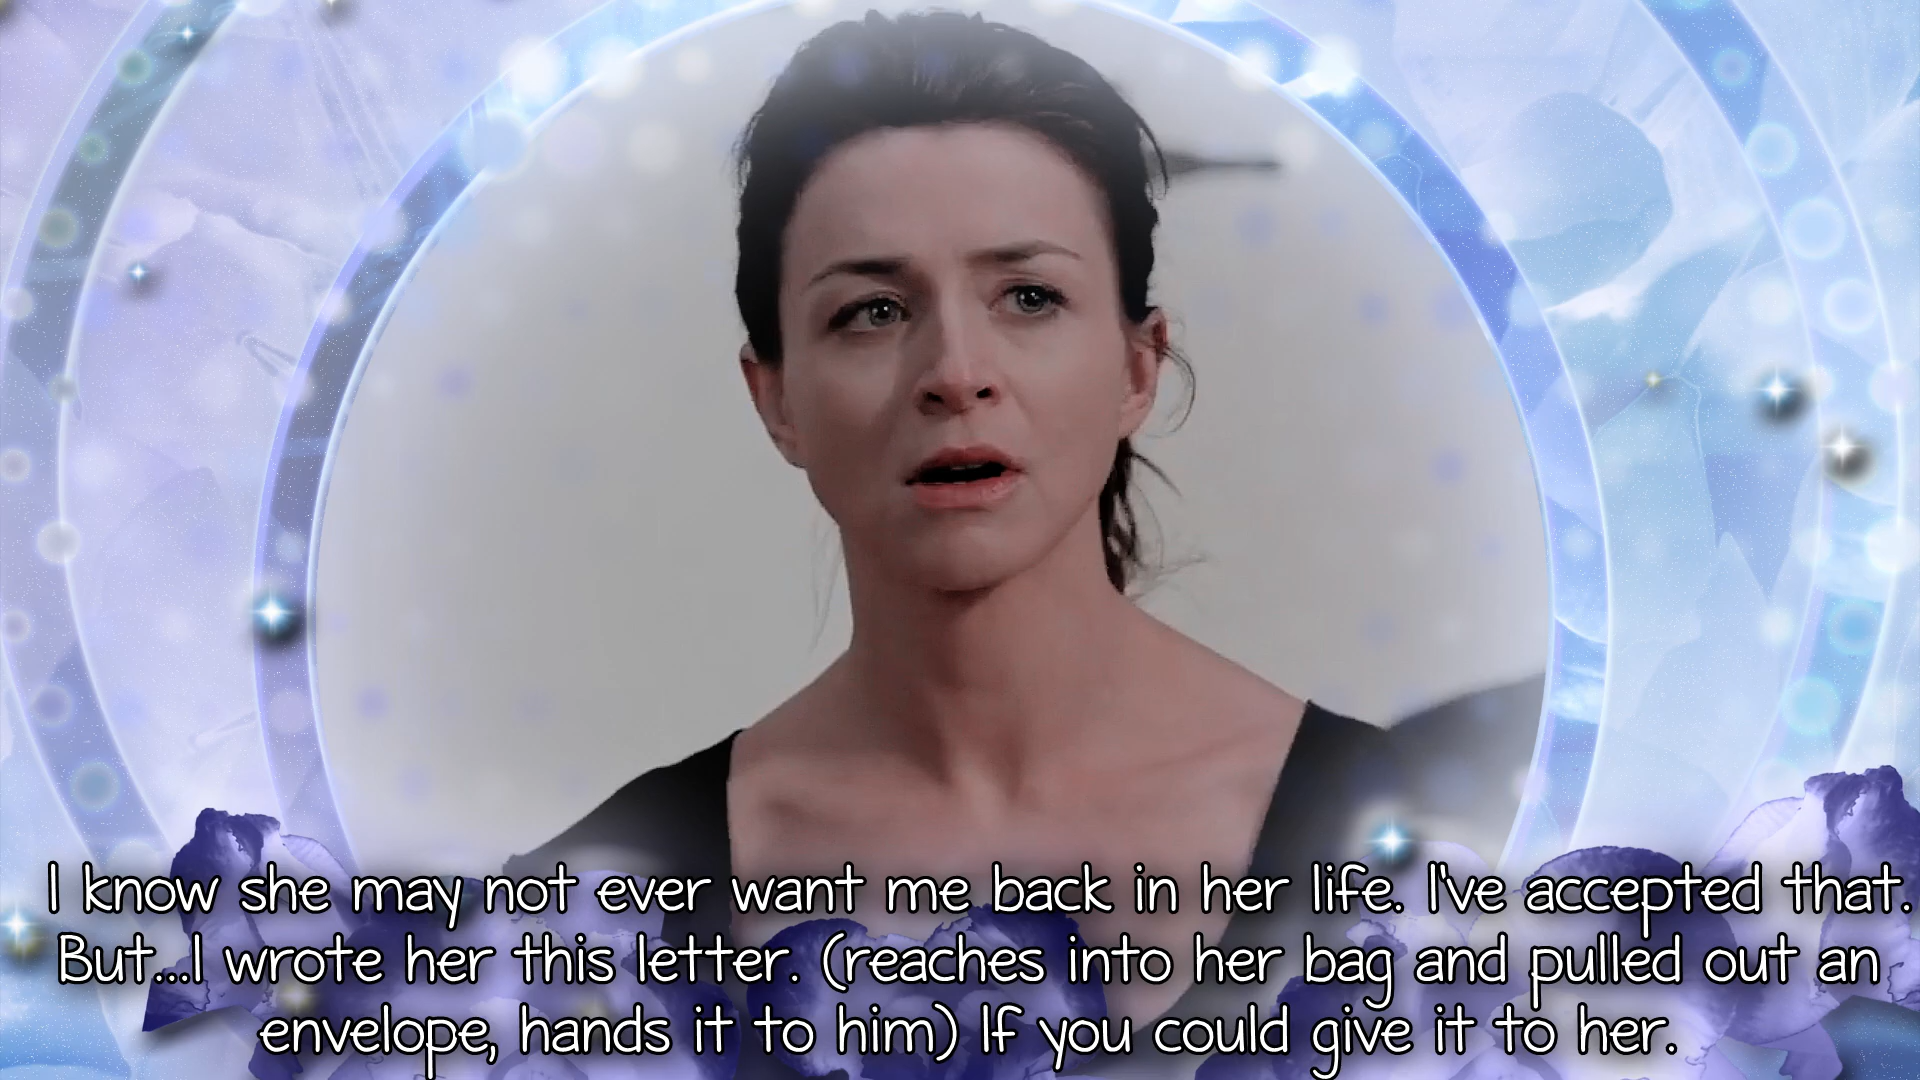 I know she may not ever want me back in her life. I've accepted that.
But...I wrote her this letter. (reaches into her bag and pulled out an
envelope, hands it to him) If you could give it to her.